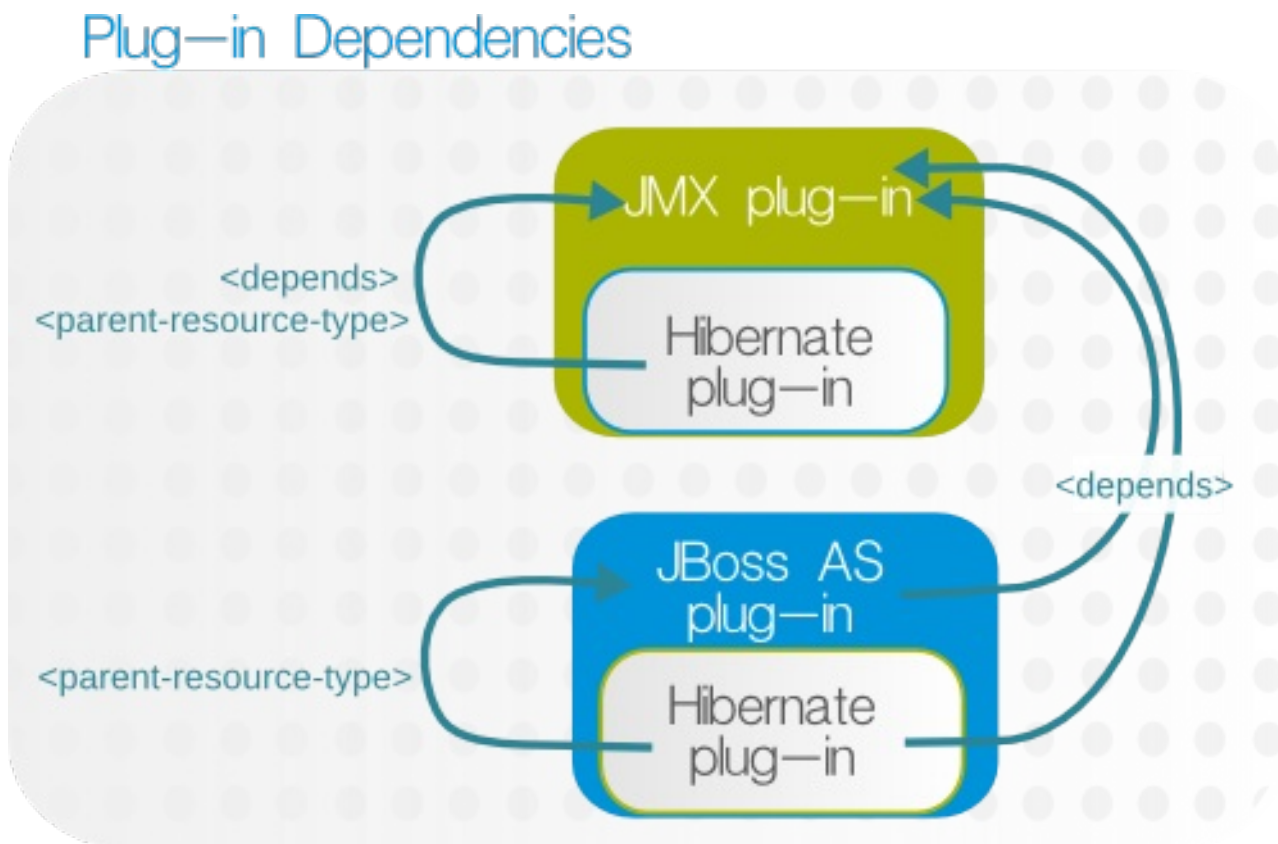 Plug—in Dependencies
JMX plug—in
<depends>
<parent-resource-type>
Hibernate
plug—in
<depends>
JBoss AS
plug—in
<parent-resource-type>
Hibernate
plug—in